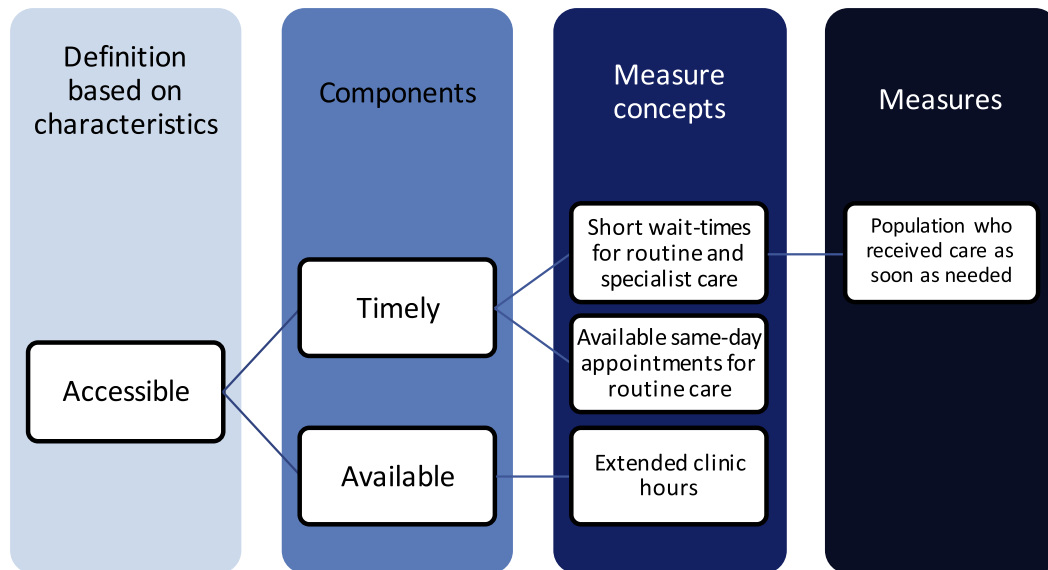 Definition
based on
characteristics
Components
Measure
concepts
Measures
Accessible
Timely
Available
Short wait-times
for routine and
specialist care
Available same-day
appointments for
routine care
Extended clinic
hours
Population who
received care as
soon as needed